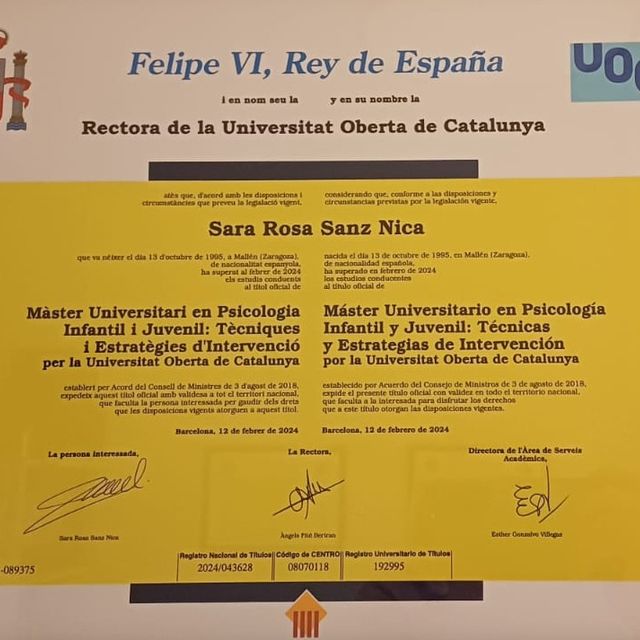 Felipe VI, Rey de España
UOC
i en nom seu la y en su nombre la
Rectora de la Universitat Oberta de Catalunya
atès que, d'acord amb les disposicions i
circumstàncies que preveu la legislació vigent,
considerando que, conforme a las disposiciones y
circunstancias previstas por la legislación vigente,
Sara Rosa Sanz Nica
que va néixer el dia 13 d'octubre de 1995, a Mallén (Zaragoza),
de nacionalitat espanyola,
ha superat al febrer de 2024
els estudis conduents
al títol oficial de
nacida el día 13 de octubre de 1995, en Mallén (Zaragoza),
de nacionalidad española,
ha superado en febrero de 2024
los estudios conducentes
al título oficial de
Màster Universitari en Psicologia
Infantil i Juvenil: Tècniques
i Estratègies d'Intervenció
per la Universitat Oberta de Catalunya
Máster Universitario en Psicología
Infantil y Juvenil: Técnicas
y Estrategias de Intervención
por la Universitat Oberta de Catalunya
establert per Acord del Consell de Ministres de 3 d'agost de 2018,
expedeix aquest títol oficial amb validesa a tot el territori nacional,
que faculta la persona interessada per gaudir dels drets
que les disposicions vigents atorguen a aquest títol.
establecido por Acuerdo del Consejo de Ministros de 3 de agosto de 2018,
expide el presente título oficial con validez en todo el territorio nacional,
que faculta a la interesada para disfrutar los derechos
que a este título otorgan las disposiciones vigentes.
Barcelona, 12 de febrer de 2024
Barcelona, 12 de febrero de 2024
La persona interessada,
La Rectora,
Directora de l'Àrea de Serveis
Acadèmics,
Sara Rosa Sanz Nica
Àngels Fitó Bertran
Esther Gonzalvo Villegas
-089375
Registro Nacional de Títulos
2024/043628
Código de CENTRO
08070118
Registro Universitario de Títulos
192995